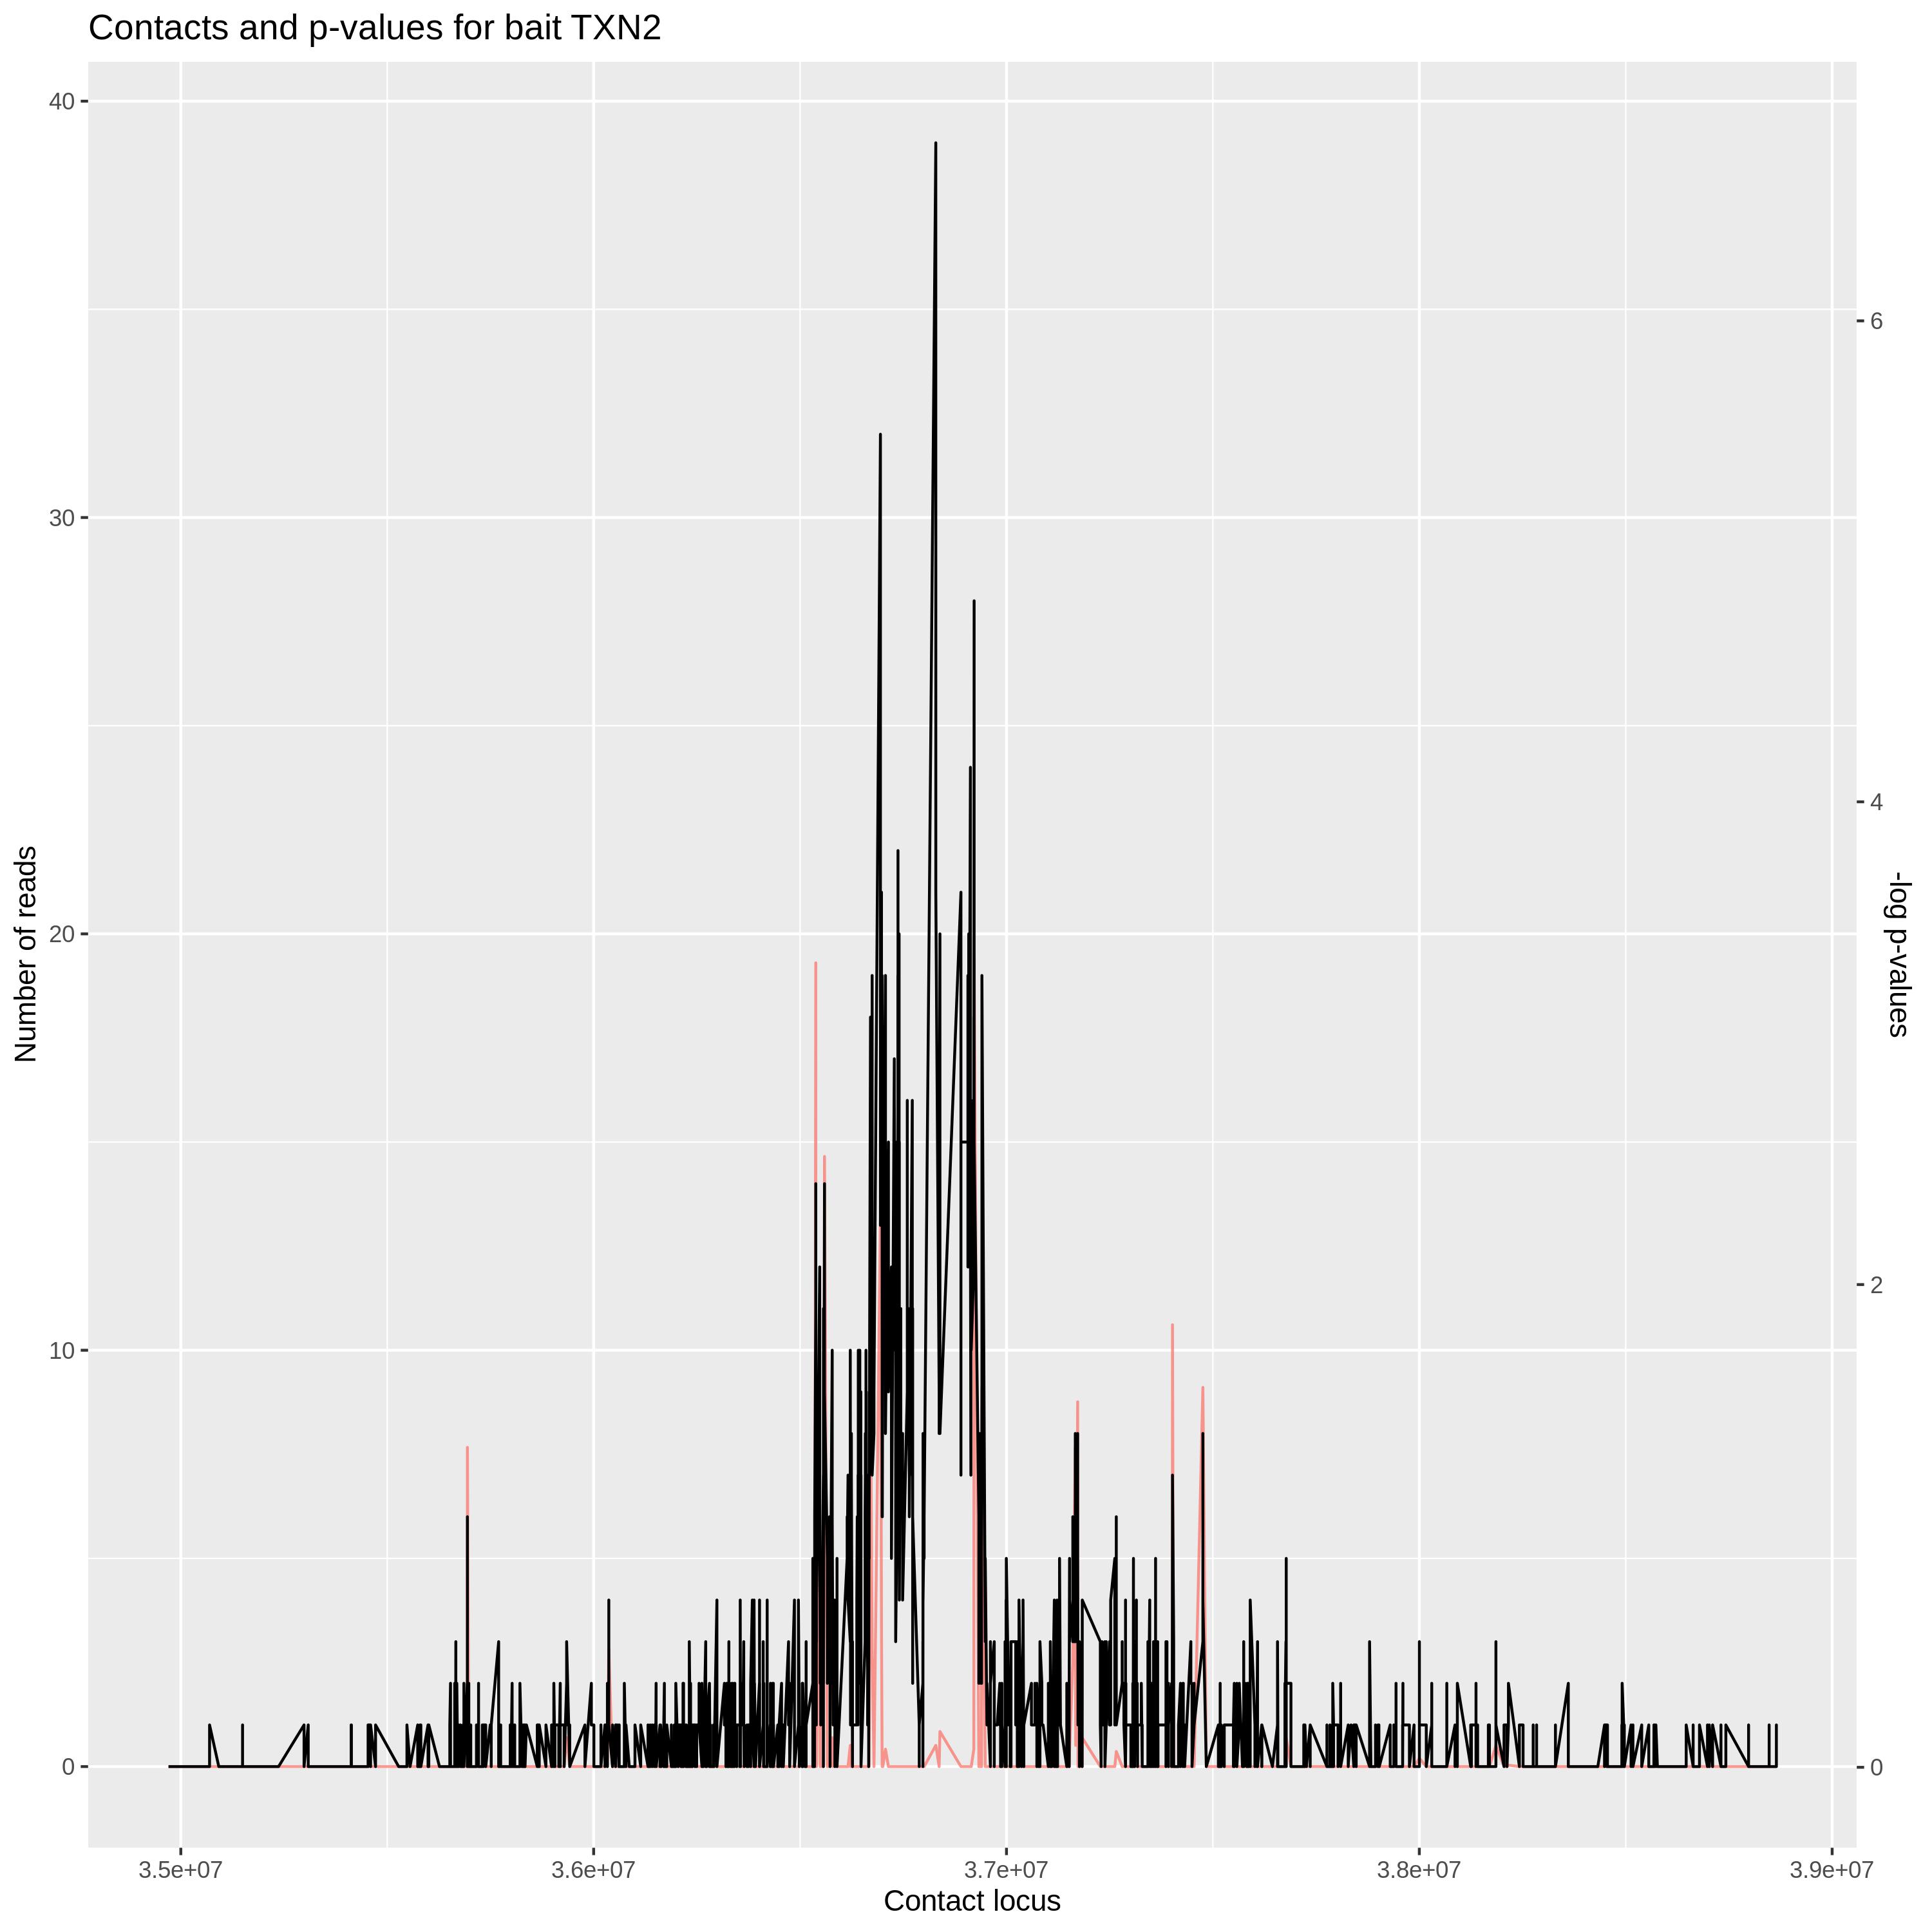 Contacts and p-values for bait TXN2
40
30
20
10
0
Number of reads
6
4
2
0
-log p-values
3.5e+07
3.6e+07
3.7e+07
3.8e+07
3.9e+07
Contact locus